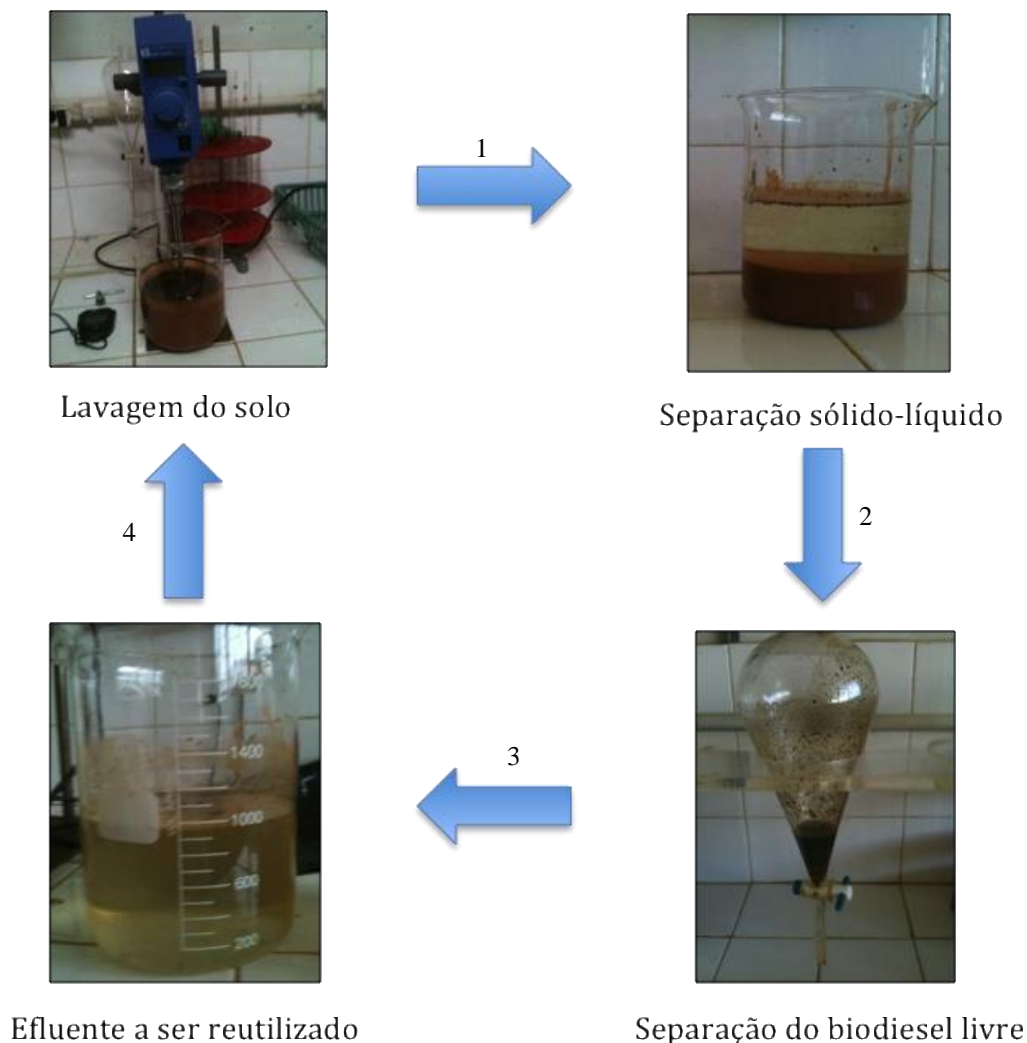 1
Lavagem do solo
Separação sólido-líquido
4
2
3
1400
1000
600
200
Efluente a ser reutilizado
Separação do biodiesel livre